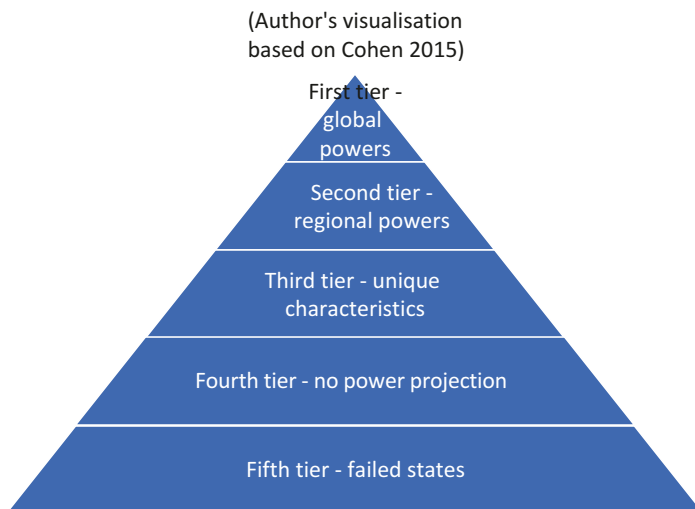 (Author's visualisation
based on Cohen 2015)
First tier -
global
powers
Second tier -
regional powers
Third tier - unique
characteristics
Fourth tier - no power projection
Fifth tier - failed states